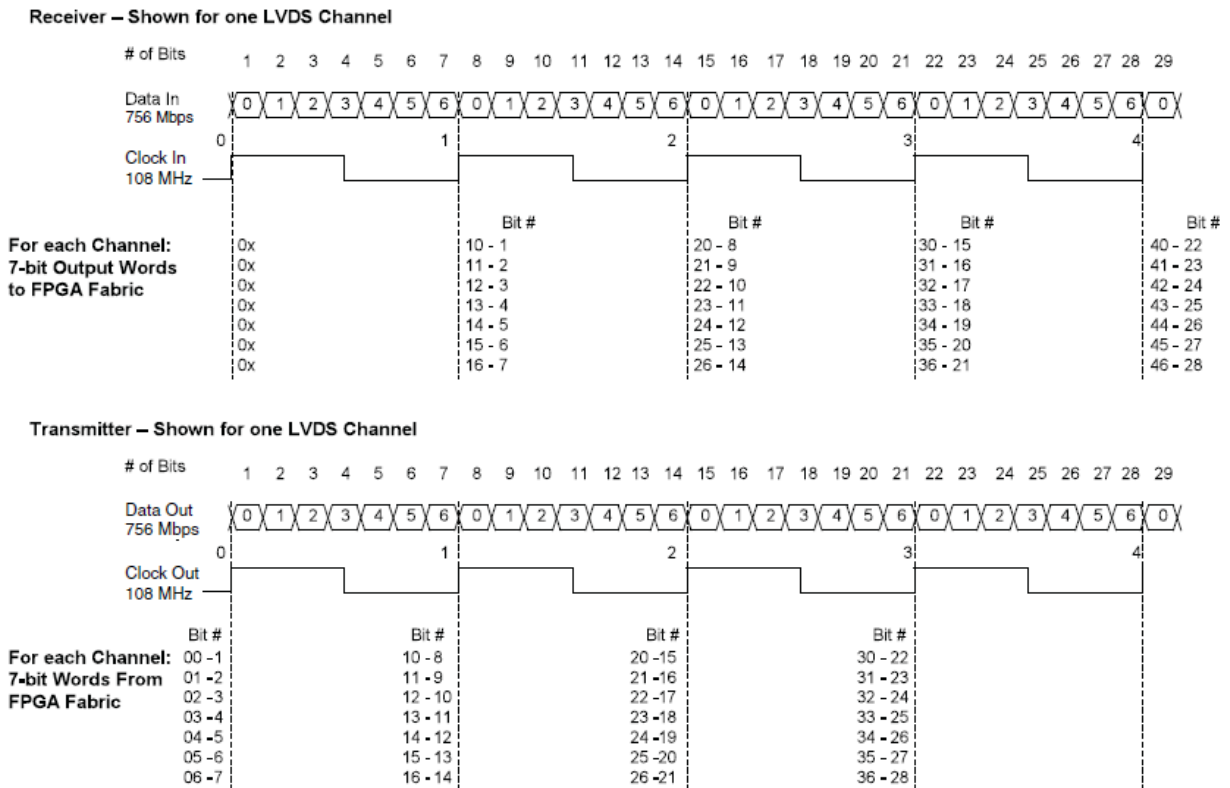 Receiver – Shown for one LVDS Channel
# of Bits 1 2 3 4 5 6 7 8 9 10 11 12 13 14 15 16 17 18 19 20 21 22 23 24 25 26 27 28 29
Data In 0 1 2 3 4 5 6 0 1 2 3 4 5 6 0 1 2 3 4 5 6 0 1 2 3 4 5 6 0
756 Mbps
0 1 2 3 4
Clock In
108 MHz
Bit # Bit # Bit # Bit #
For each Channel: 0x 10 - 1 20 - 8 30 - 15 40 - 22
7-bit Output Words 0x 11 - 2 21 - 9 31 - 16 41 - 23
to FPGA Fabric 0x 12 - 3 22 - 10 32 - 17 42 - 24
0x 13 - 4 23 - 11 33 - 18 43 - 25
0x 14 - 5 24 - 12 34 - 19 44 - 26
0x 15 - 6 25 - 13 35 - 20 45 - 27
0x 16 - 7 26 - 14 36 - 21 46 - 28
Transmitter – Shown for one LVDS Channel
# of Bits 1 2 3 4 5 6 7 8 9 10 11 12 13 14 15 16 17 18 19 20 21 22 23 24 25 26 27 28 29
Data Out 0 1 2 3 4 5 6 0 1 2 3 4 5 6 0 1 2 3 4 5 6 0 1 2 3 4 5 6 0
756 Mbps
0 1 2 3 4
Clock Out
108 MHz
Bit # Bit # Bit # Bit #
For each Channel: 00 -1 10 - 8 20 -15 30 - 22
7-bit Words From 01 -2 11 - 9 21 -16 31 - 23
FPGA Fabric 02 -3 12 - 10 22 -17 32 - 24
03 -4 13 - 11 23 -18 33 - 25
04 -5 14 - 12 24 -19 34 - 26
05 -6 15 - 13 25 -20 35 - 27
06 -7 16 - 14 26 -21 36 - 28